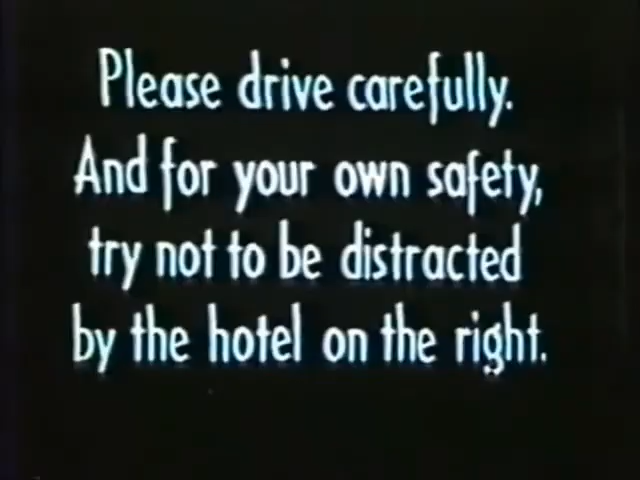 Please drive carefully.
And for your own safety,
try not to be distracted
by the hotel on the right.